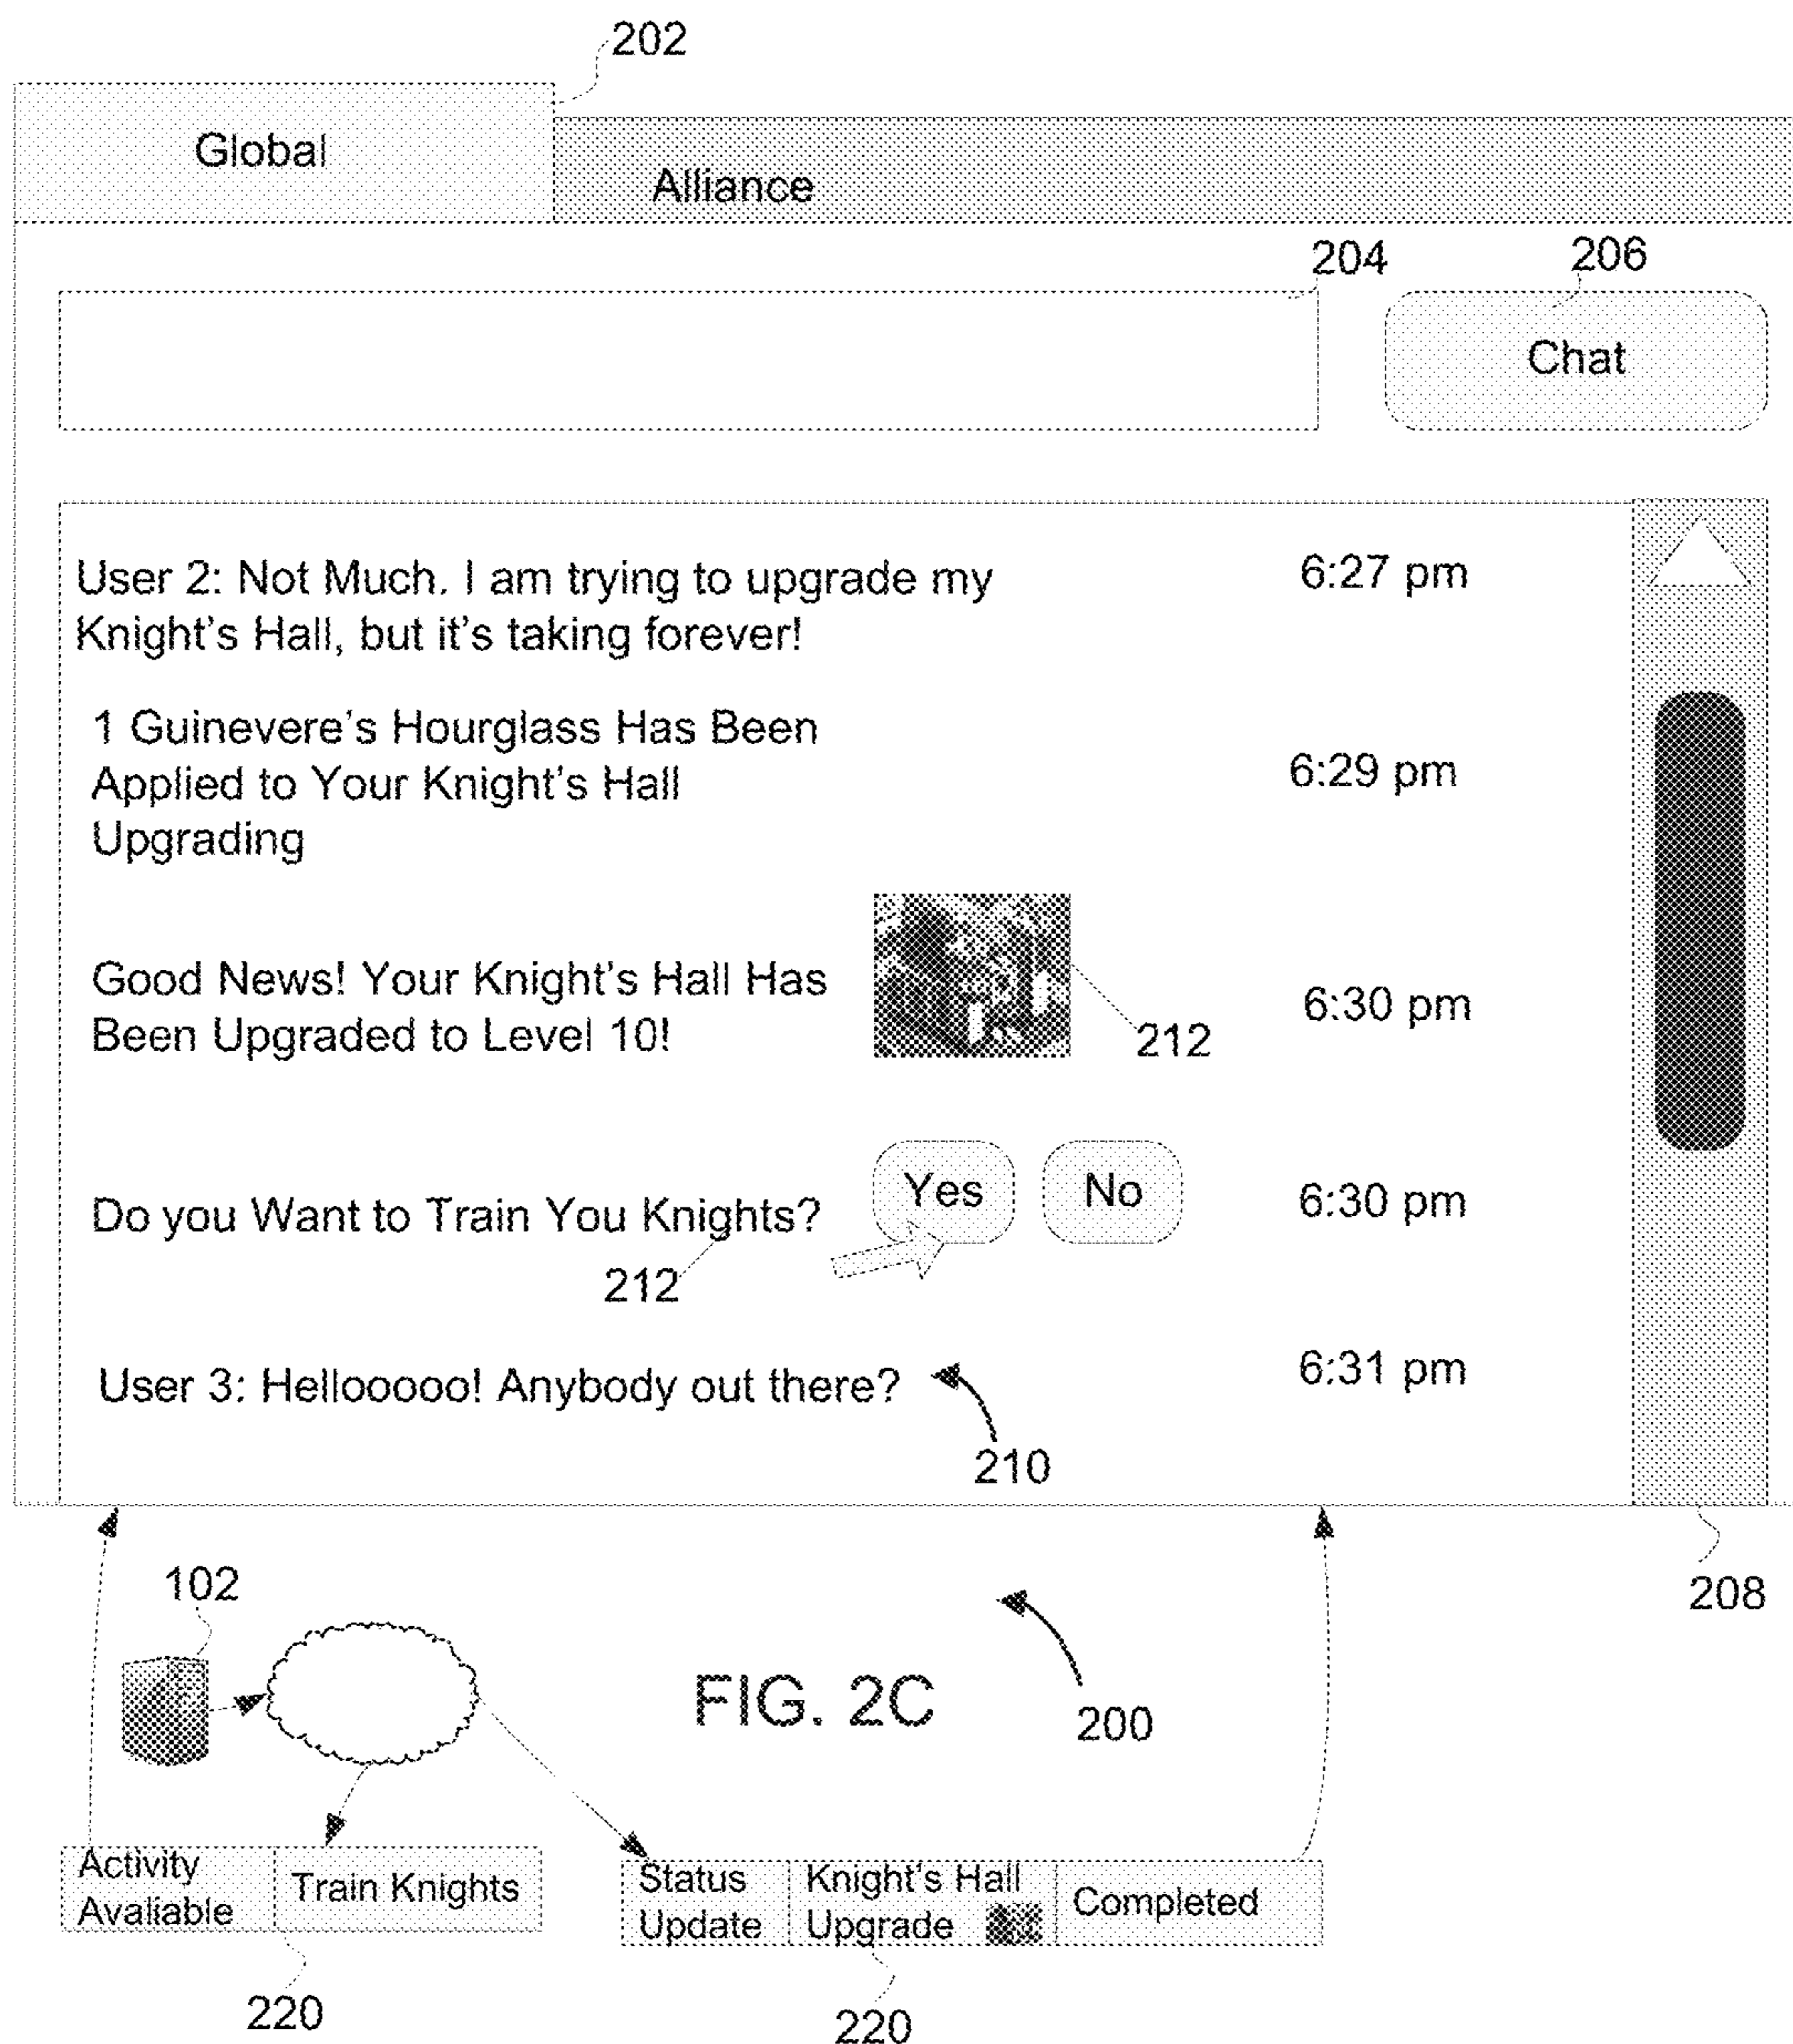 202
Global
Alliance
204
206
Chat
User 2: Not Much. I am trying to upgrade my
Knight's Hall, but it's taking forever!
6:27 pm
1 Guinevere's Hourglass Has Been
Applied to Your Knight's Hall
Upgrading
6:29 pm
Good News! Your Knight's Hall Has
Been Upgraded to Level 10!
212
6:30 pm
Do you Want to Train You Knights?
Yes
No
6:30 pm
212
User 3: Hellooooo! Anybody out there?
6:31 pm
210
208
102
FIG. 2C
200
Activity
Avaliable
Train Knights
Status
Update
Knight's Hall
Upgrade
Completed
220
220